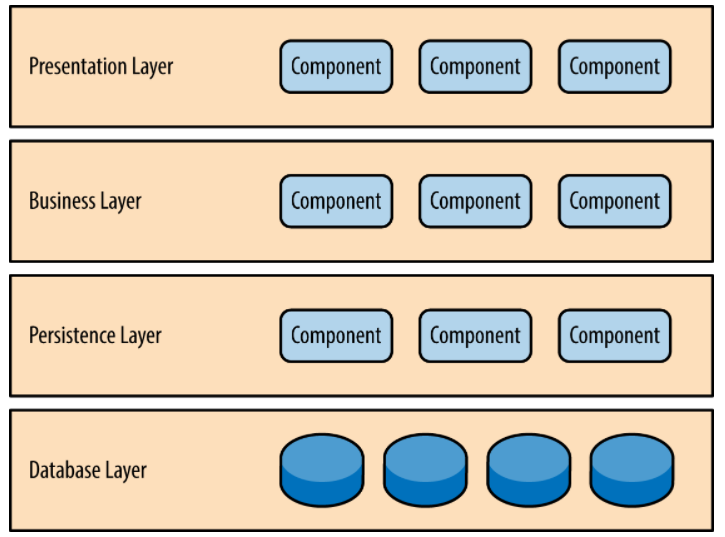 Presentation Layer Component Component Component
Business Layer Component Component Component
Persistence Layer Component Component Component
Database Layer